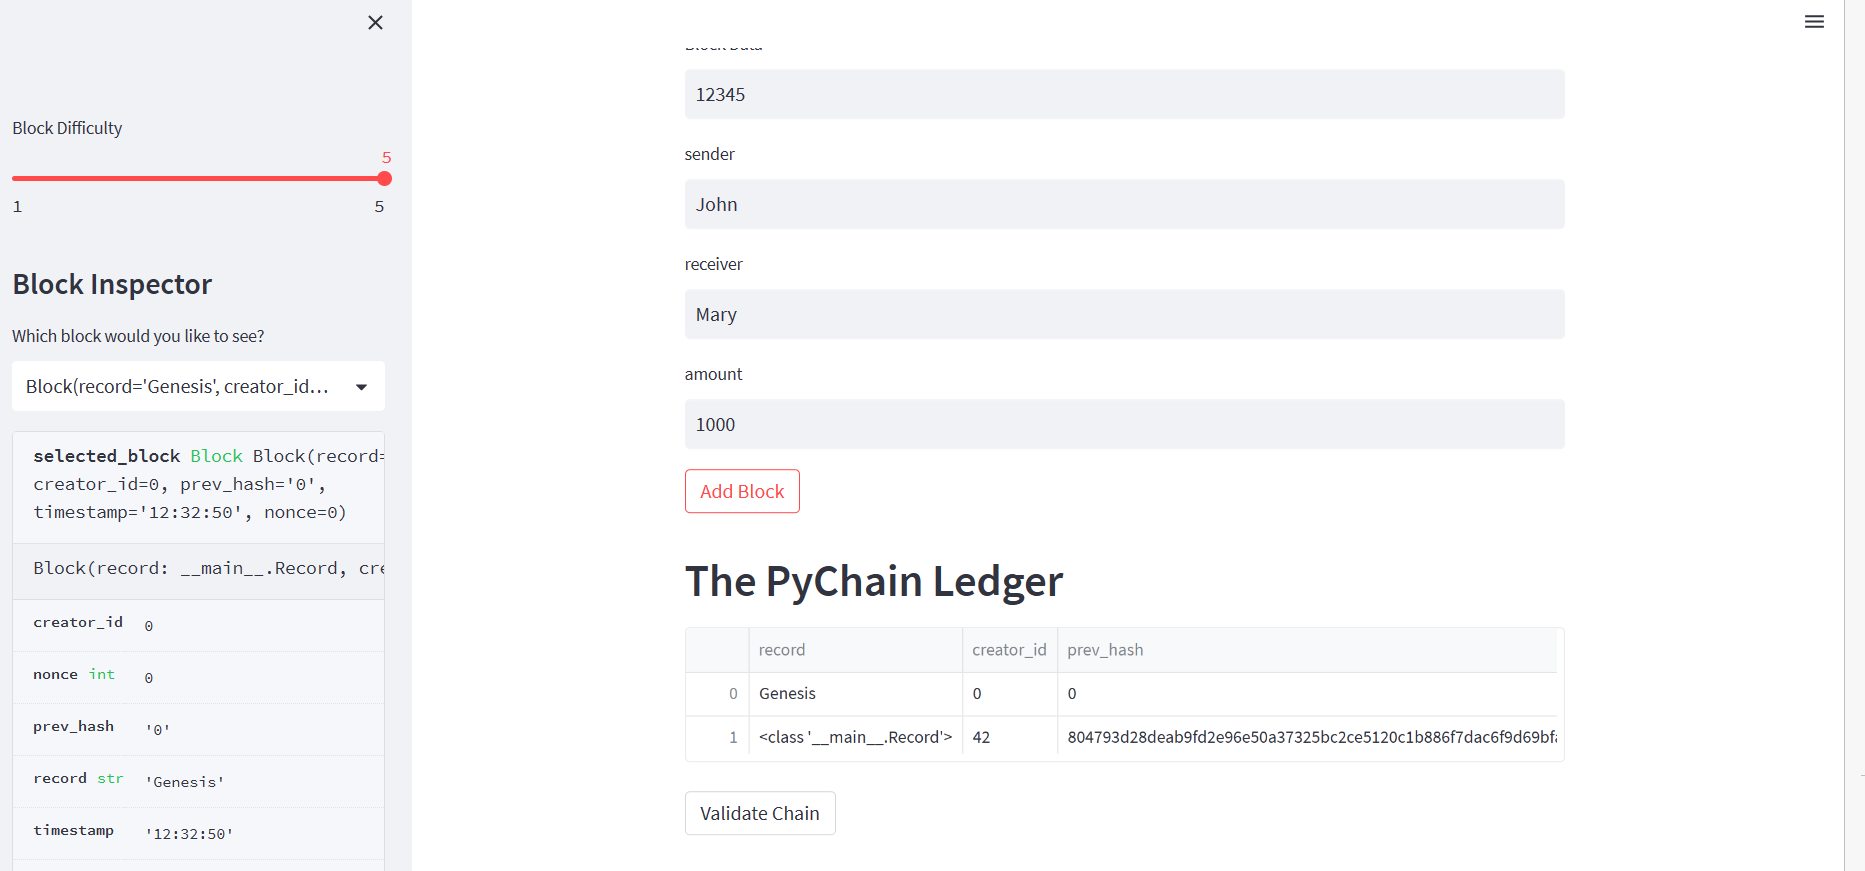 Block Difficulty
5
1 5
Block Inspector
Which block would you like to see?
Block(record='Genesis', creator_id...
selected_block Block Block(record=
creator_id=0, prev_hash='0',
timestamp='12:32:50', nonce=0)
Block(record: __main__.Record, cre
creator_id 0
nonce int 0
prev_hash '0'
record str 'Genesis'
timestamp '12:32:50'
Block Data
12345
sender
John
receiver
Mary
amount
1000
Add Block
The PyChain Ledger
record creator_id prev_hash
0 Genesis 0 0
1 <class '__main__.Record'> 42 804793d28deab9fd2e96e50a37325bc2ce5120c1b886f7dac6f9d69bfa
Validate Chain